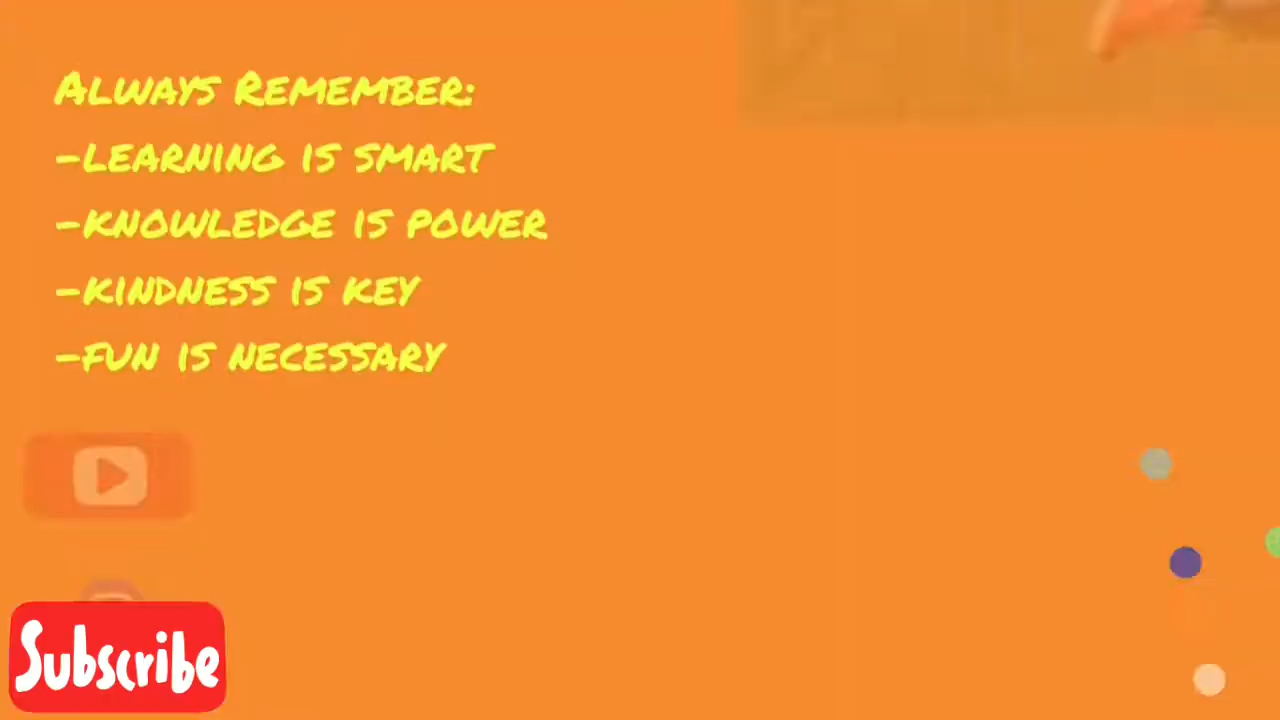 Always Remember:
-learning is smart
-knowledge is power
-kindness is key
-fun is necessary
Subscribe